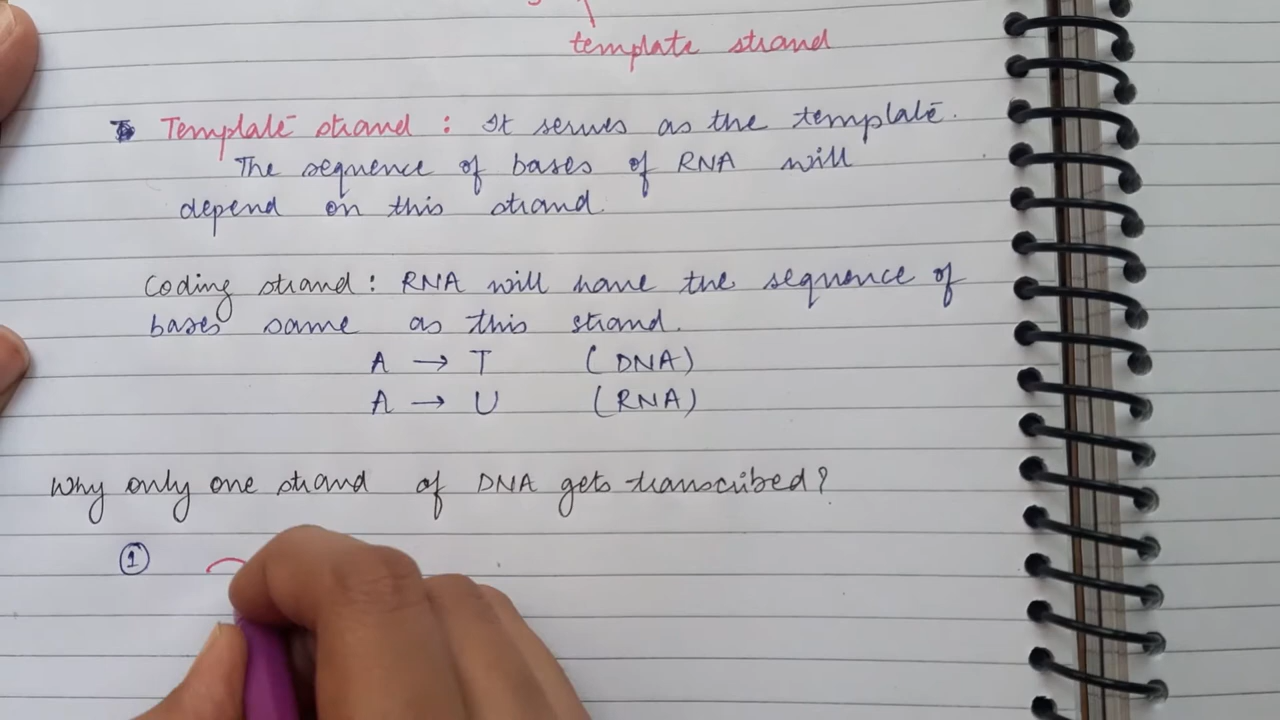 template strand
Template strand : It serves as the template.
The sequence of bases of RNA will
depend on this strand.
Coding strand : RNA will have the sequence of
bases same as this strand.
A → T (DNA)
A → U (RNA)
Why only one strand of DNA gets transcribed?
①